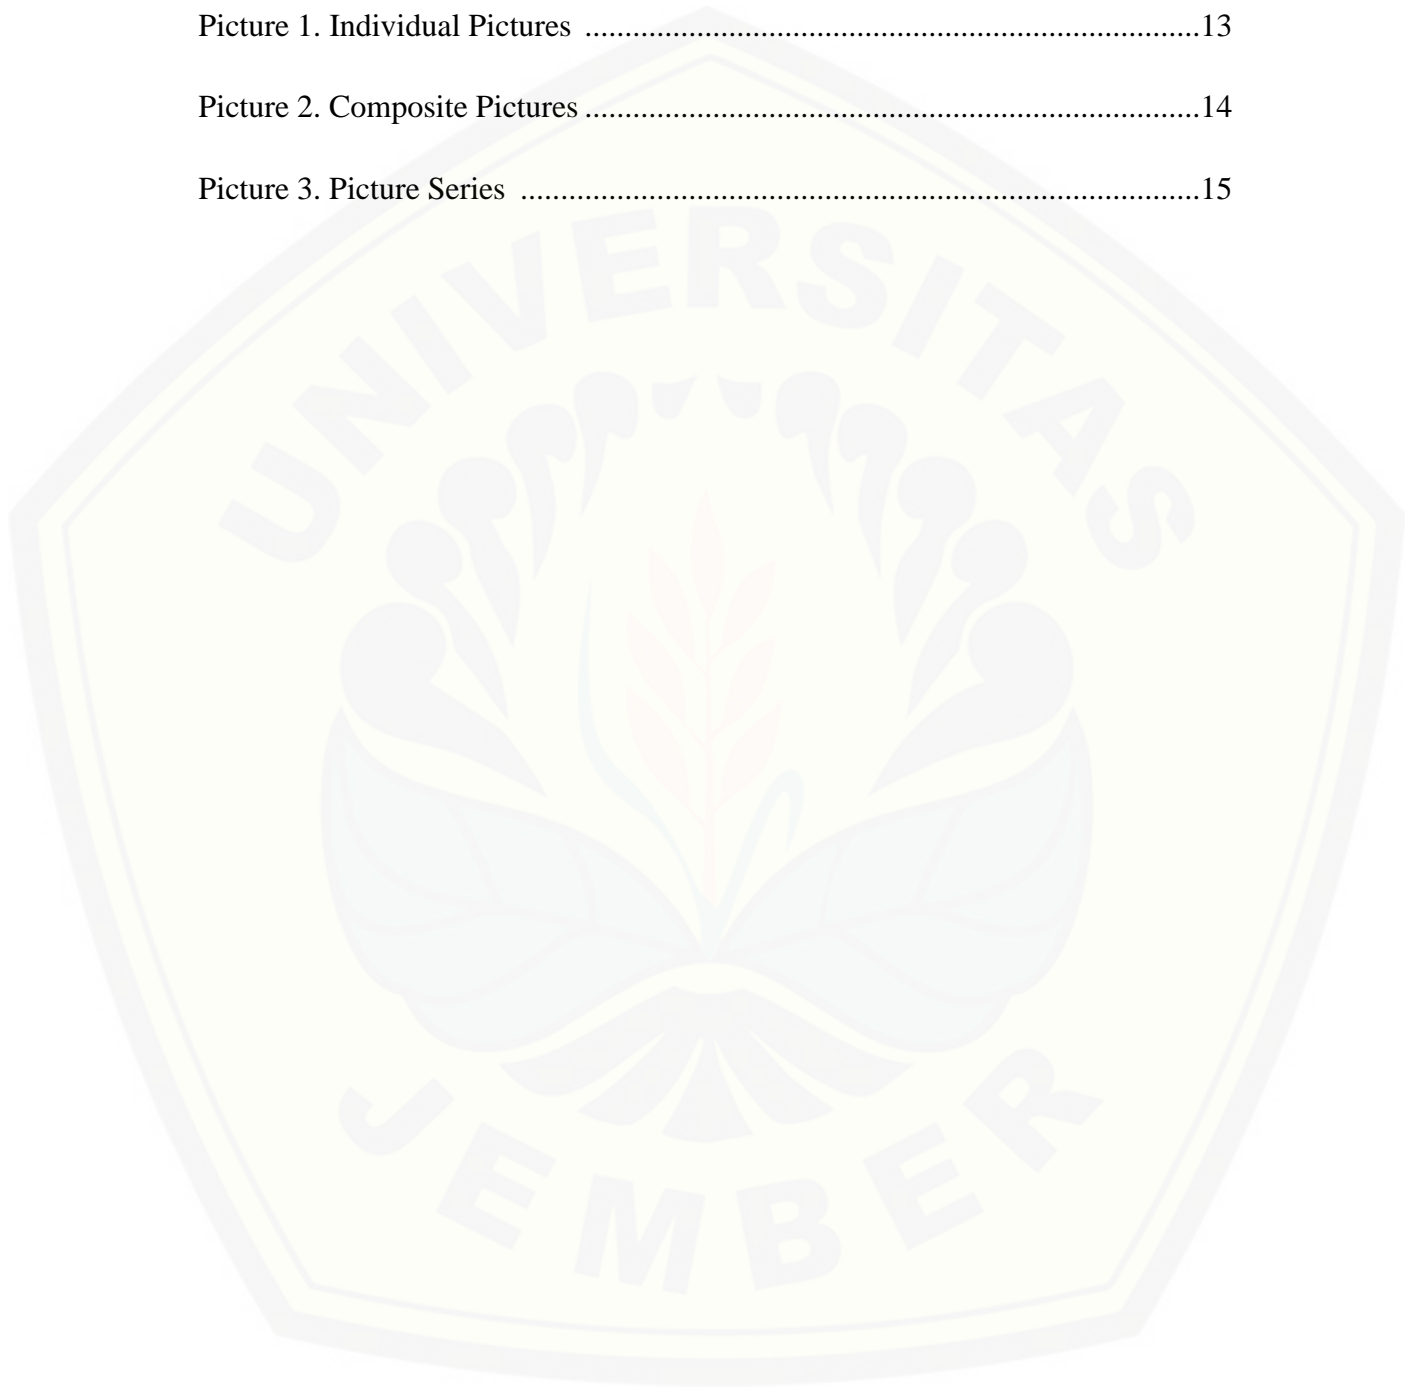 Picture 1. Individual Pictures ..............................................................................13
Picture 2. Composite Pictures ..............................................................................14
Picture 3. Picture Series ......................................................................................15
UNIVERSITAS
JEMBER